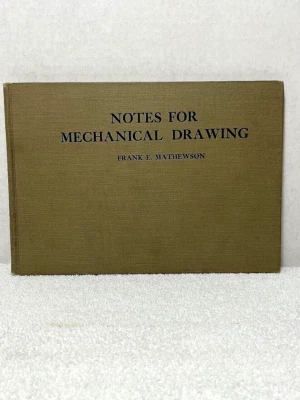 NOTES FOR
MECHANICAL DRAWING
FRANK E. MATHEWSON